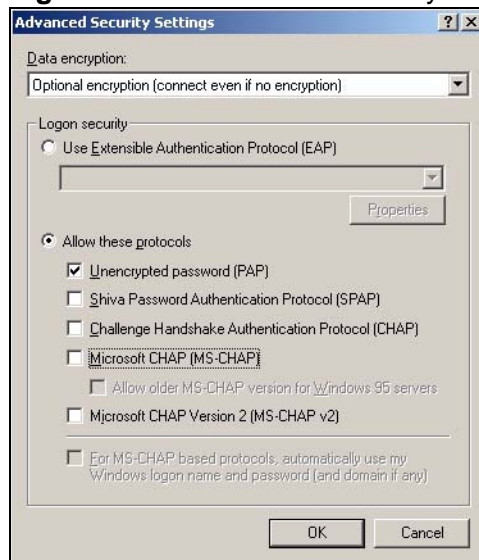 Advanced Security Settings
Data encryption:
Optional encryption (connect even if no encryption)
Logon security
Use Extensible Authentication Protocol (EAP)
Properties
Allow these protocols
Unencrypted password (PAP)
Shiva Password Authentication Protocol (SPAP)
Challenge Handshake Authentication Protocol (CHAP)
Microsoft CHAP (MS-CHAP)
Allow older MS-CHAP version for Windows 95 servers
Microsoft CHAP Version 2 (MS-CHAP v2)
For MS-CHAP based protocols, automatically use my
Windows logon name and password (and domain if any)
OK Cancel